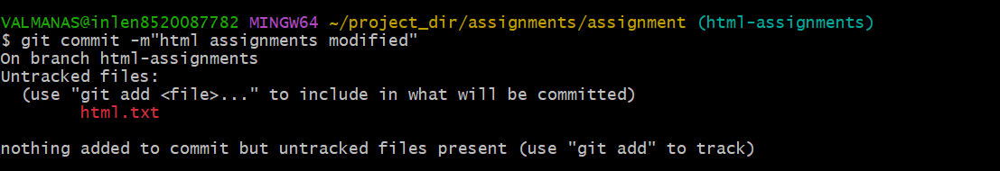 VALMANAS@inlen8520087782 MINGW64 ~/project_dir/assignments/assignment (html-assignments)
$ git commit -m"html assignments modified"
On branch html-assignments
Untracked files:
  (use "git add <file>..." to include in what will be committed)
        html.txt

nothing added to commit but untracked files present (use "git add" to track)